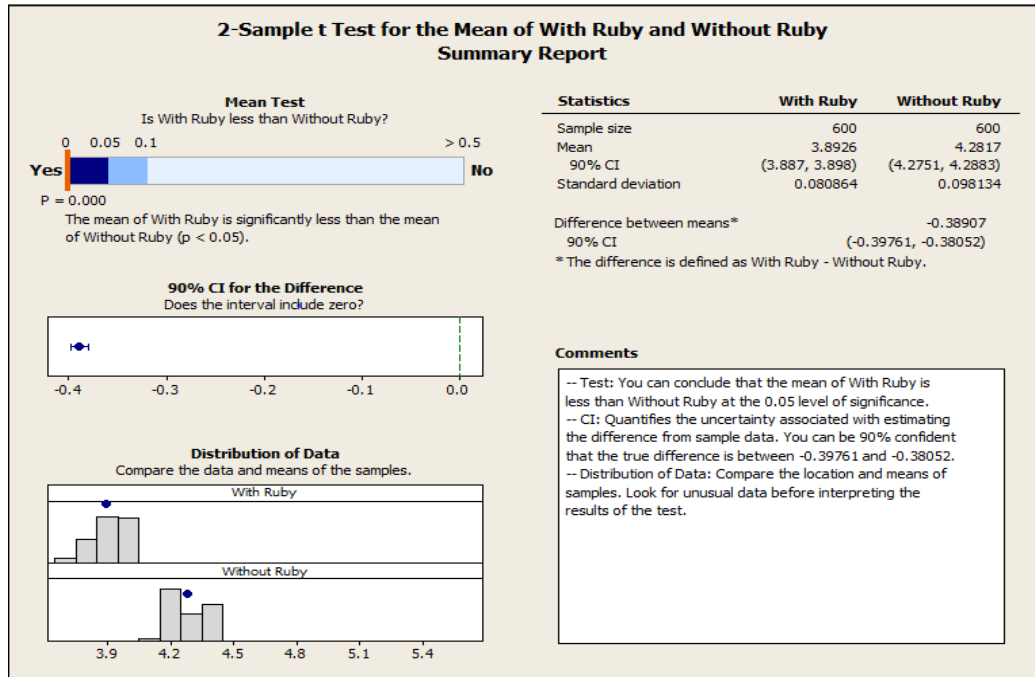 2-Sample t Test for the Mean of With Ruby and Without Ruby
Summary Report
Mean Test
Is With Ruby less than Without Ruby?
0 0.05 0.1 > 0.5
Yes No
P = 0.000
The mean of With Ruby is significantly less than the mean
of Without Ruby (p < 0.05).
90% CI for the Difference
Does the interval include zero?
-0.4 -0.3 -0.2 -0.1 0.0
Distribution of Data
Compare the data and means of the samples.
With Ruby
Without Ruby
3.9 4.2 4.5 4.8 5.1 5.4
Statistics With Ruby Without Ruby
Sample size 600 600
Mean 3.8926 4.2817
90% CI (3.887, 3.898) (4.2751, 4.2883)
Standard deviation 0.080864 0.098134
Difference between means* -0.38907
90% CI (-0.39761, -0.38052)
* The difference is defined as With Ruby - Without Ruby.
Comments
-- Test: You can conclude that the mean of With Ruby is
less than Without Ruby at the 0.05 level of significance.
-- CI: Quantifies the uncertainty associated with estimating
the difference from sample data. You can be 90% confident
that the true difference is between -0.39761 and -0.38052.
-- Distribution of Data: Compare the location and means of
samples. Look for unusual data before interpreting the
results of the test.